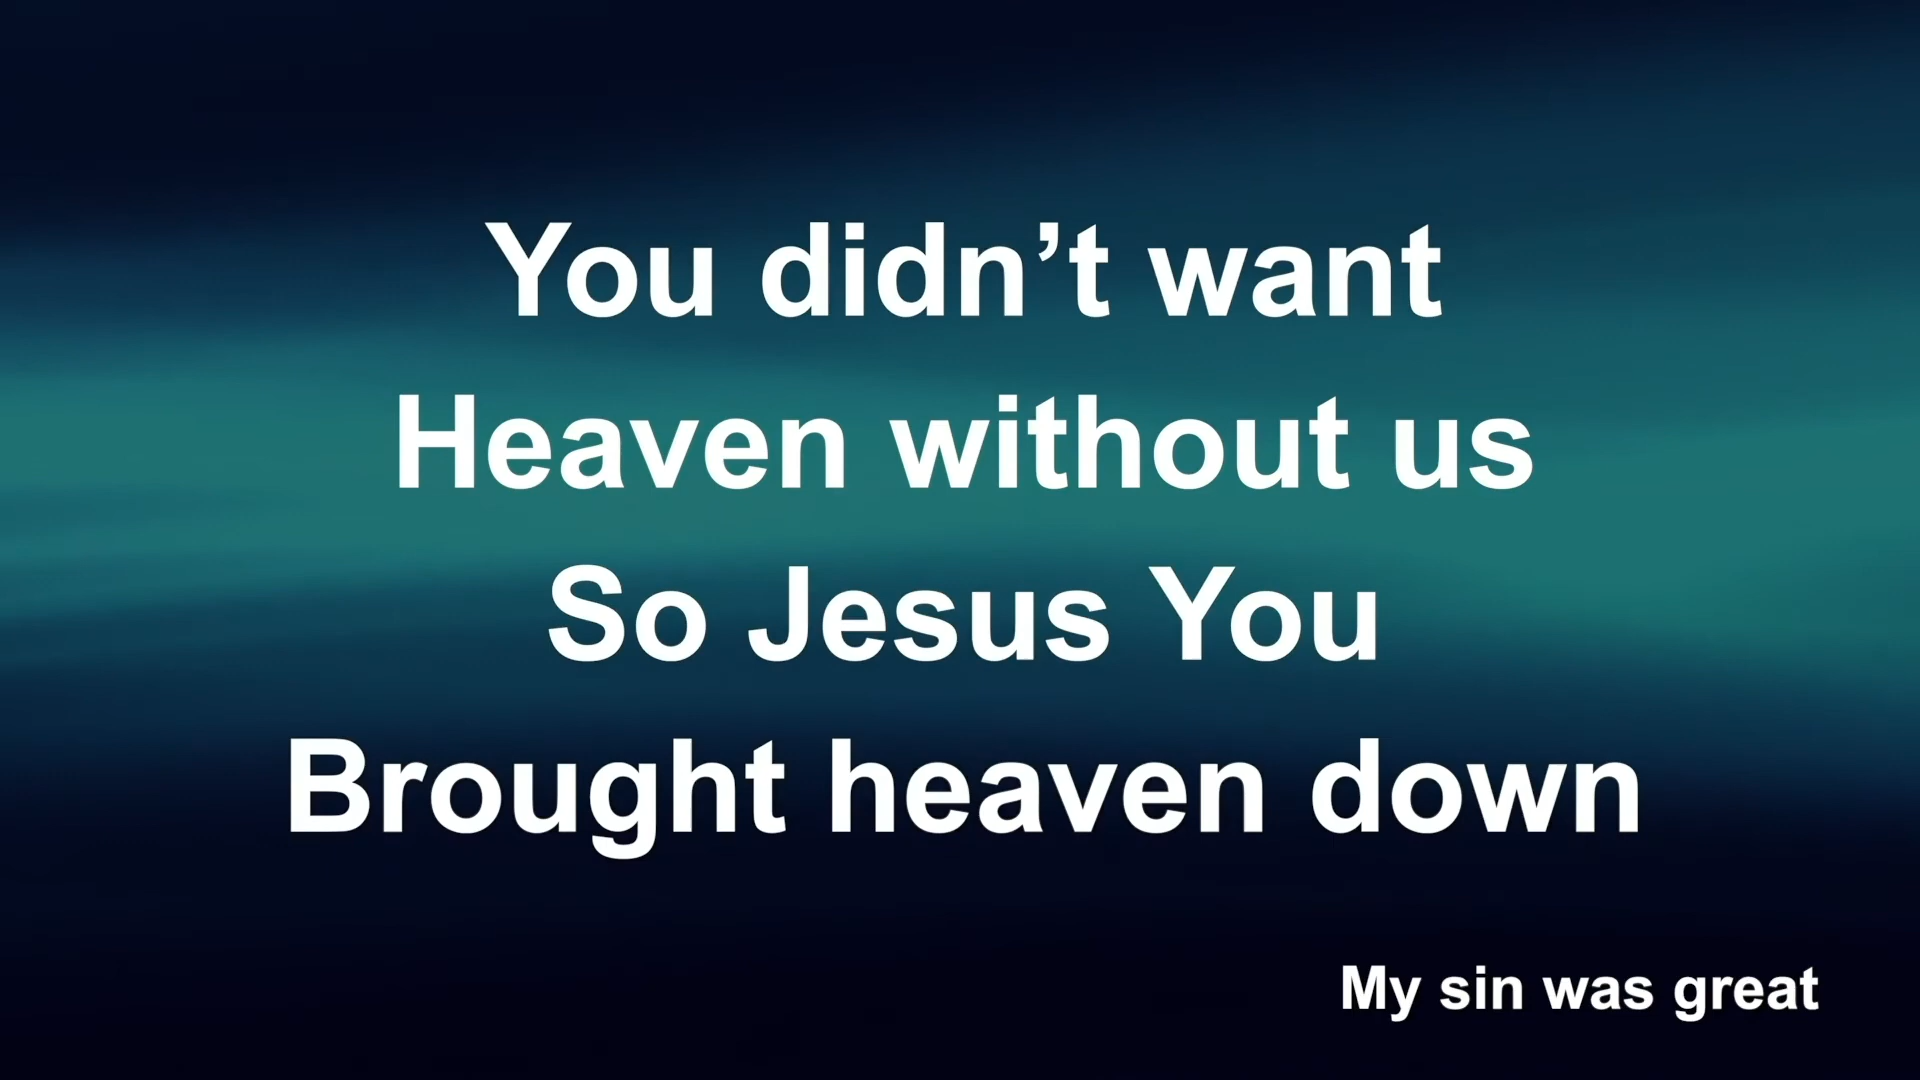 You didn’t want
Heaven without us
So Jesus You
Brought heaven down
My sin was great